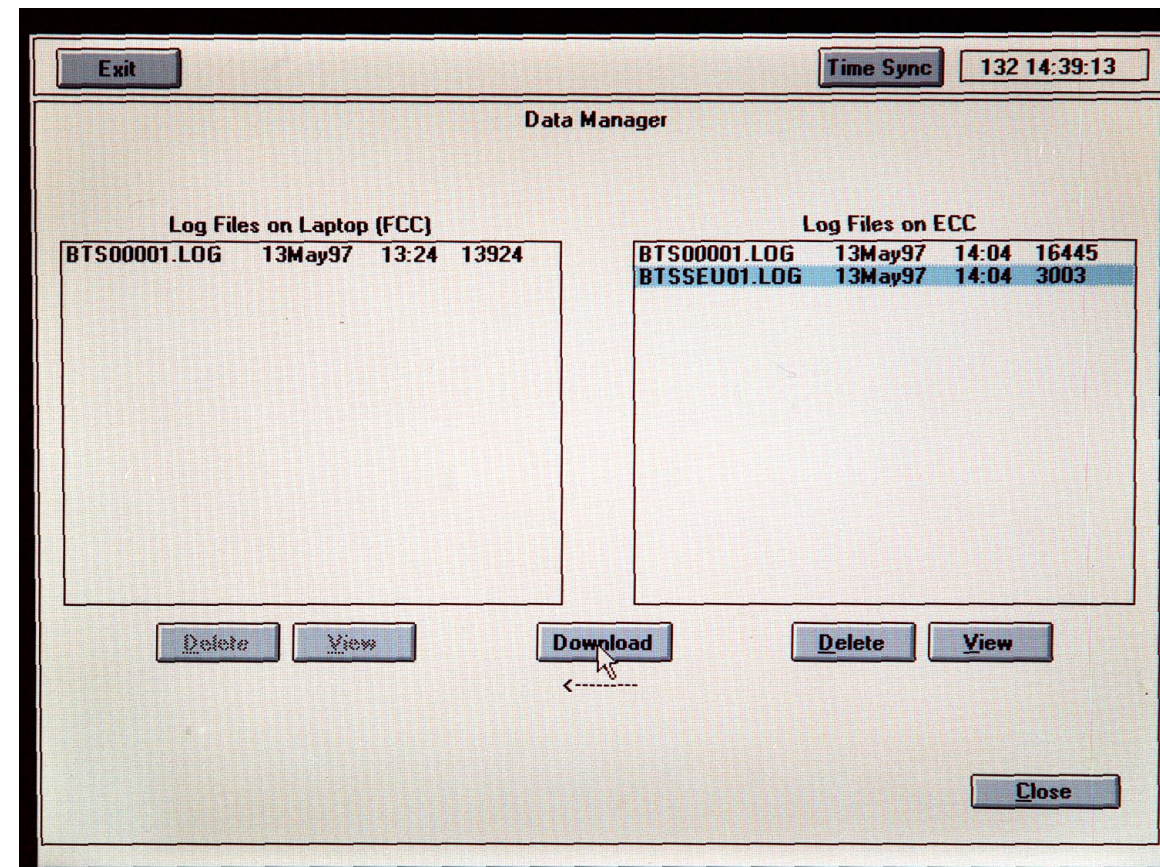 Exit Time Sync 132 14:39:13
Data Manager
Log Files on Laptop (FCC)
BTS00001.LOG 13May97 13:24 13924
Log Files on ECC
BTS00001.LOG 13May97 14:04 16445
BTSSEU01.LOG 13May97 14:04 3003
Delete View
Download
<---------
Delete View
Close